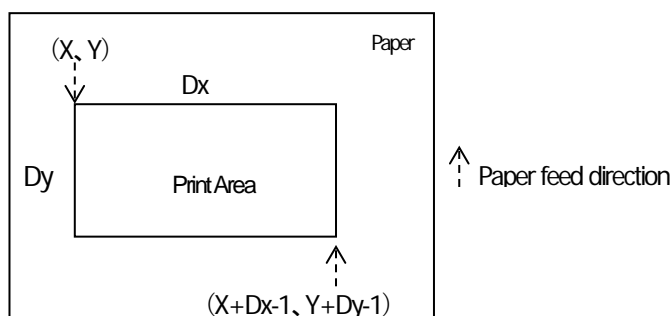 Paper
(X、Y)
Dx
Dy
Print Area
Paper feed direction
(X+Dx-1、Y+Dy-1)